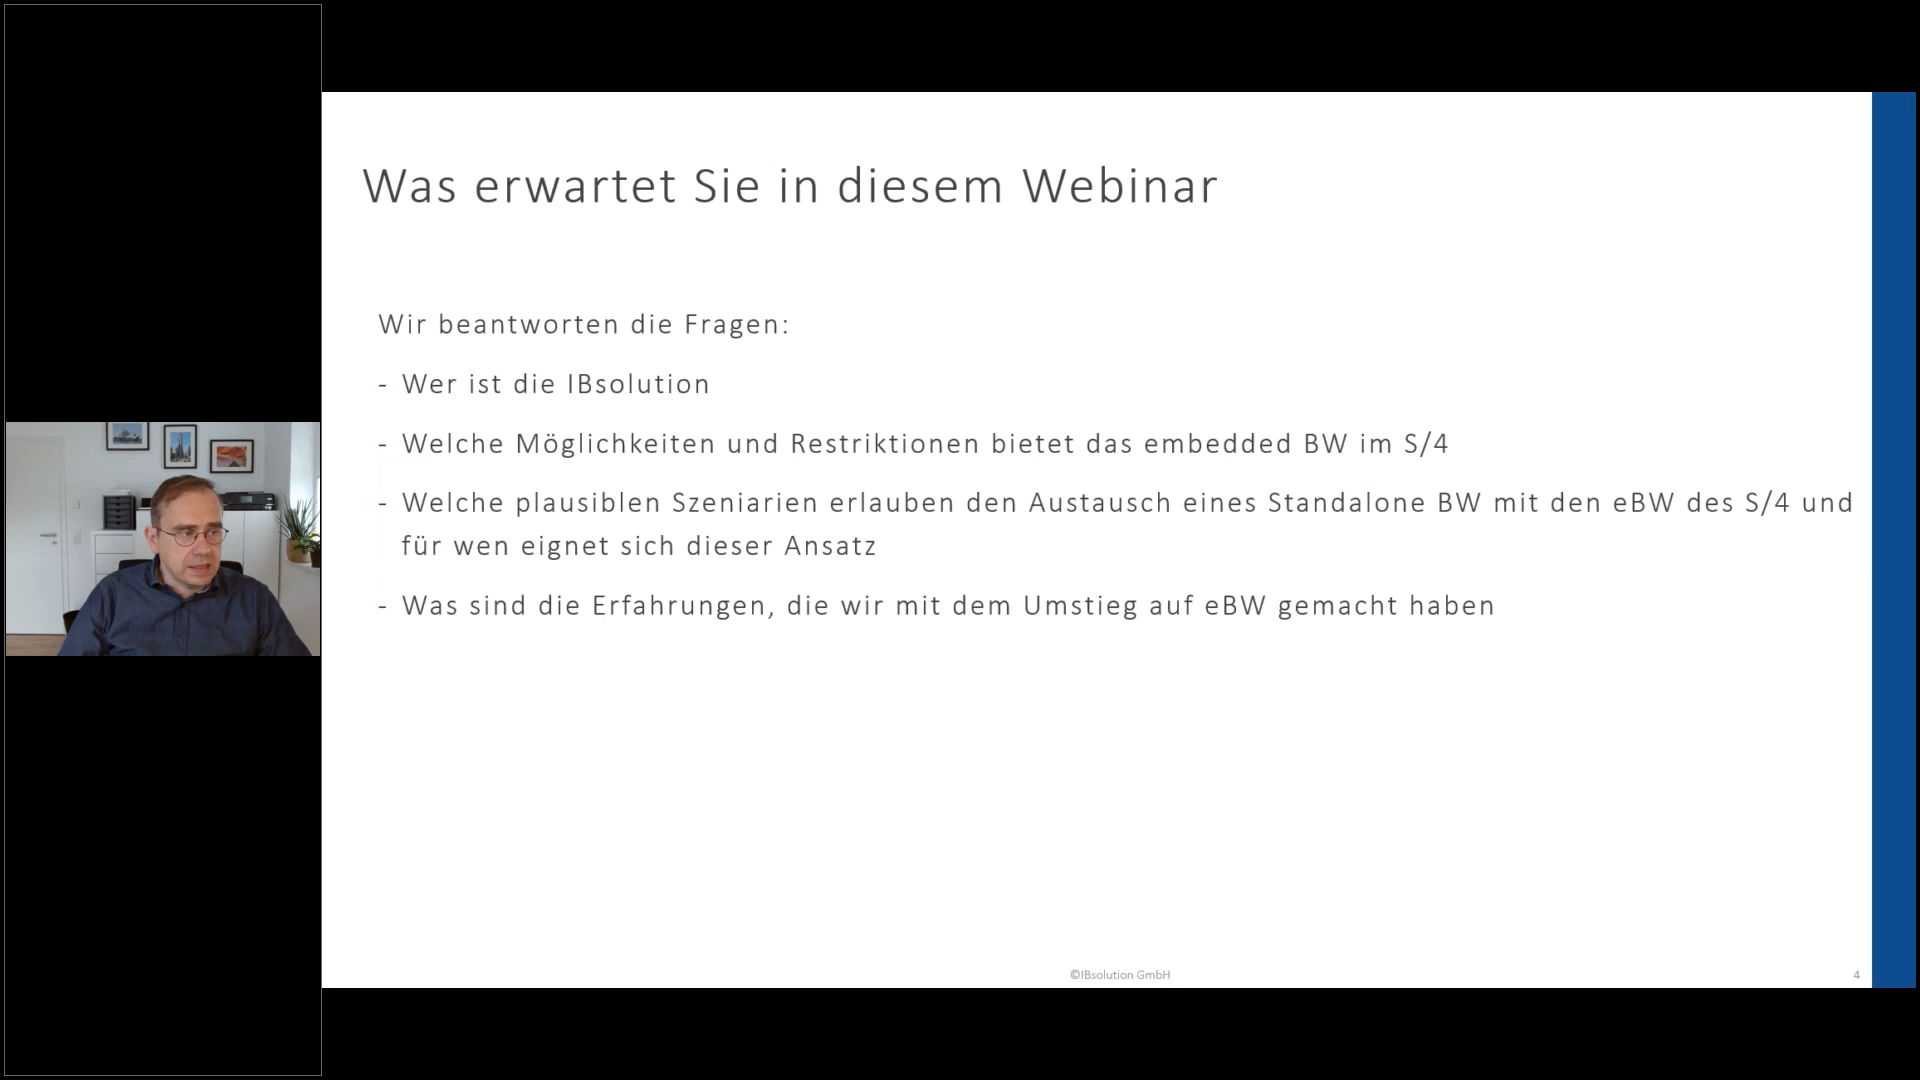 Was erwartet Sie in diesem Webinar
Wir beantworten die Fragen:
- Wer ist die IBsolution
- Welche Möglichkeiten und Restriktionen bietet das embedded BW im S/4
- Welche plausiblen Szeniarien erlauben den Austausch eines Standalone BW mit den eBW des S/4 und
für wen eignet sich dieser Ansatz
- Was sind die Erfahrungen, die wir mit dem Umstieg auf eBW gemacht haben
©IBsolution GmbH
4